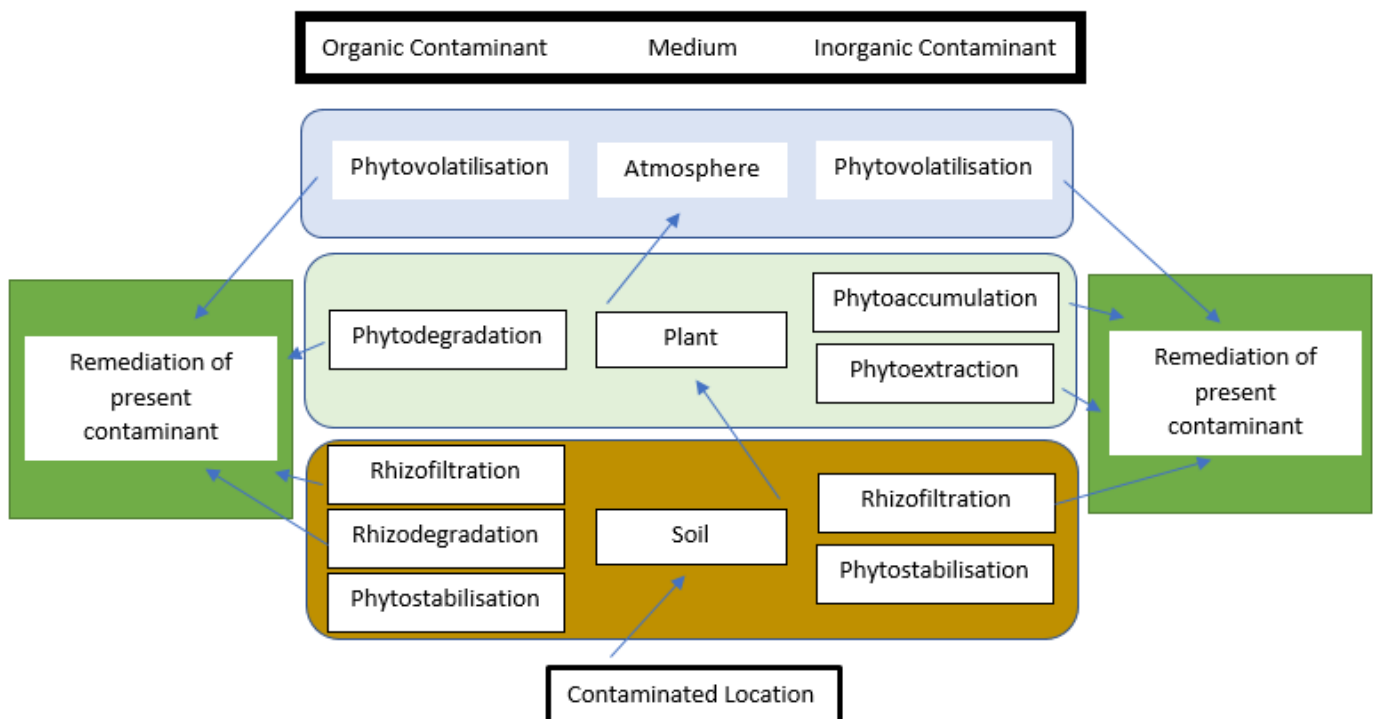 Organic Contaminant Medium Inorganic Contaminant
Phytovolatilisation Atmosphere Phytovolatilisation
Phytoaccumulation
Phytodegradation Plant
Phytoextraction
Remediation of
present
contaminant
Remediation of
present
contaminant
Rhizofiltration
Rhizodegradation
Phytostabilisation
Soil
Rhizofiltration
Phytostabilisation
Contaminated Location